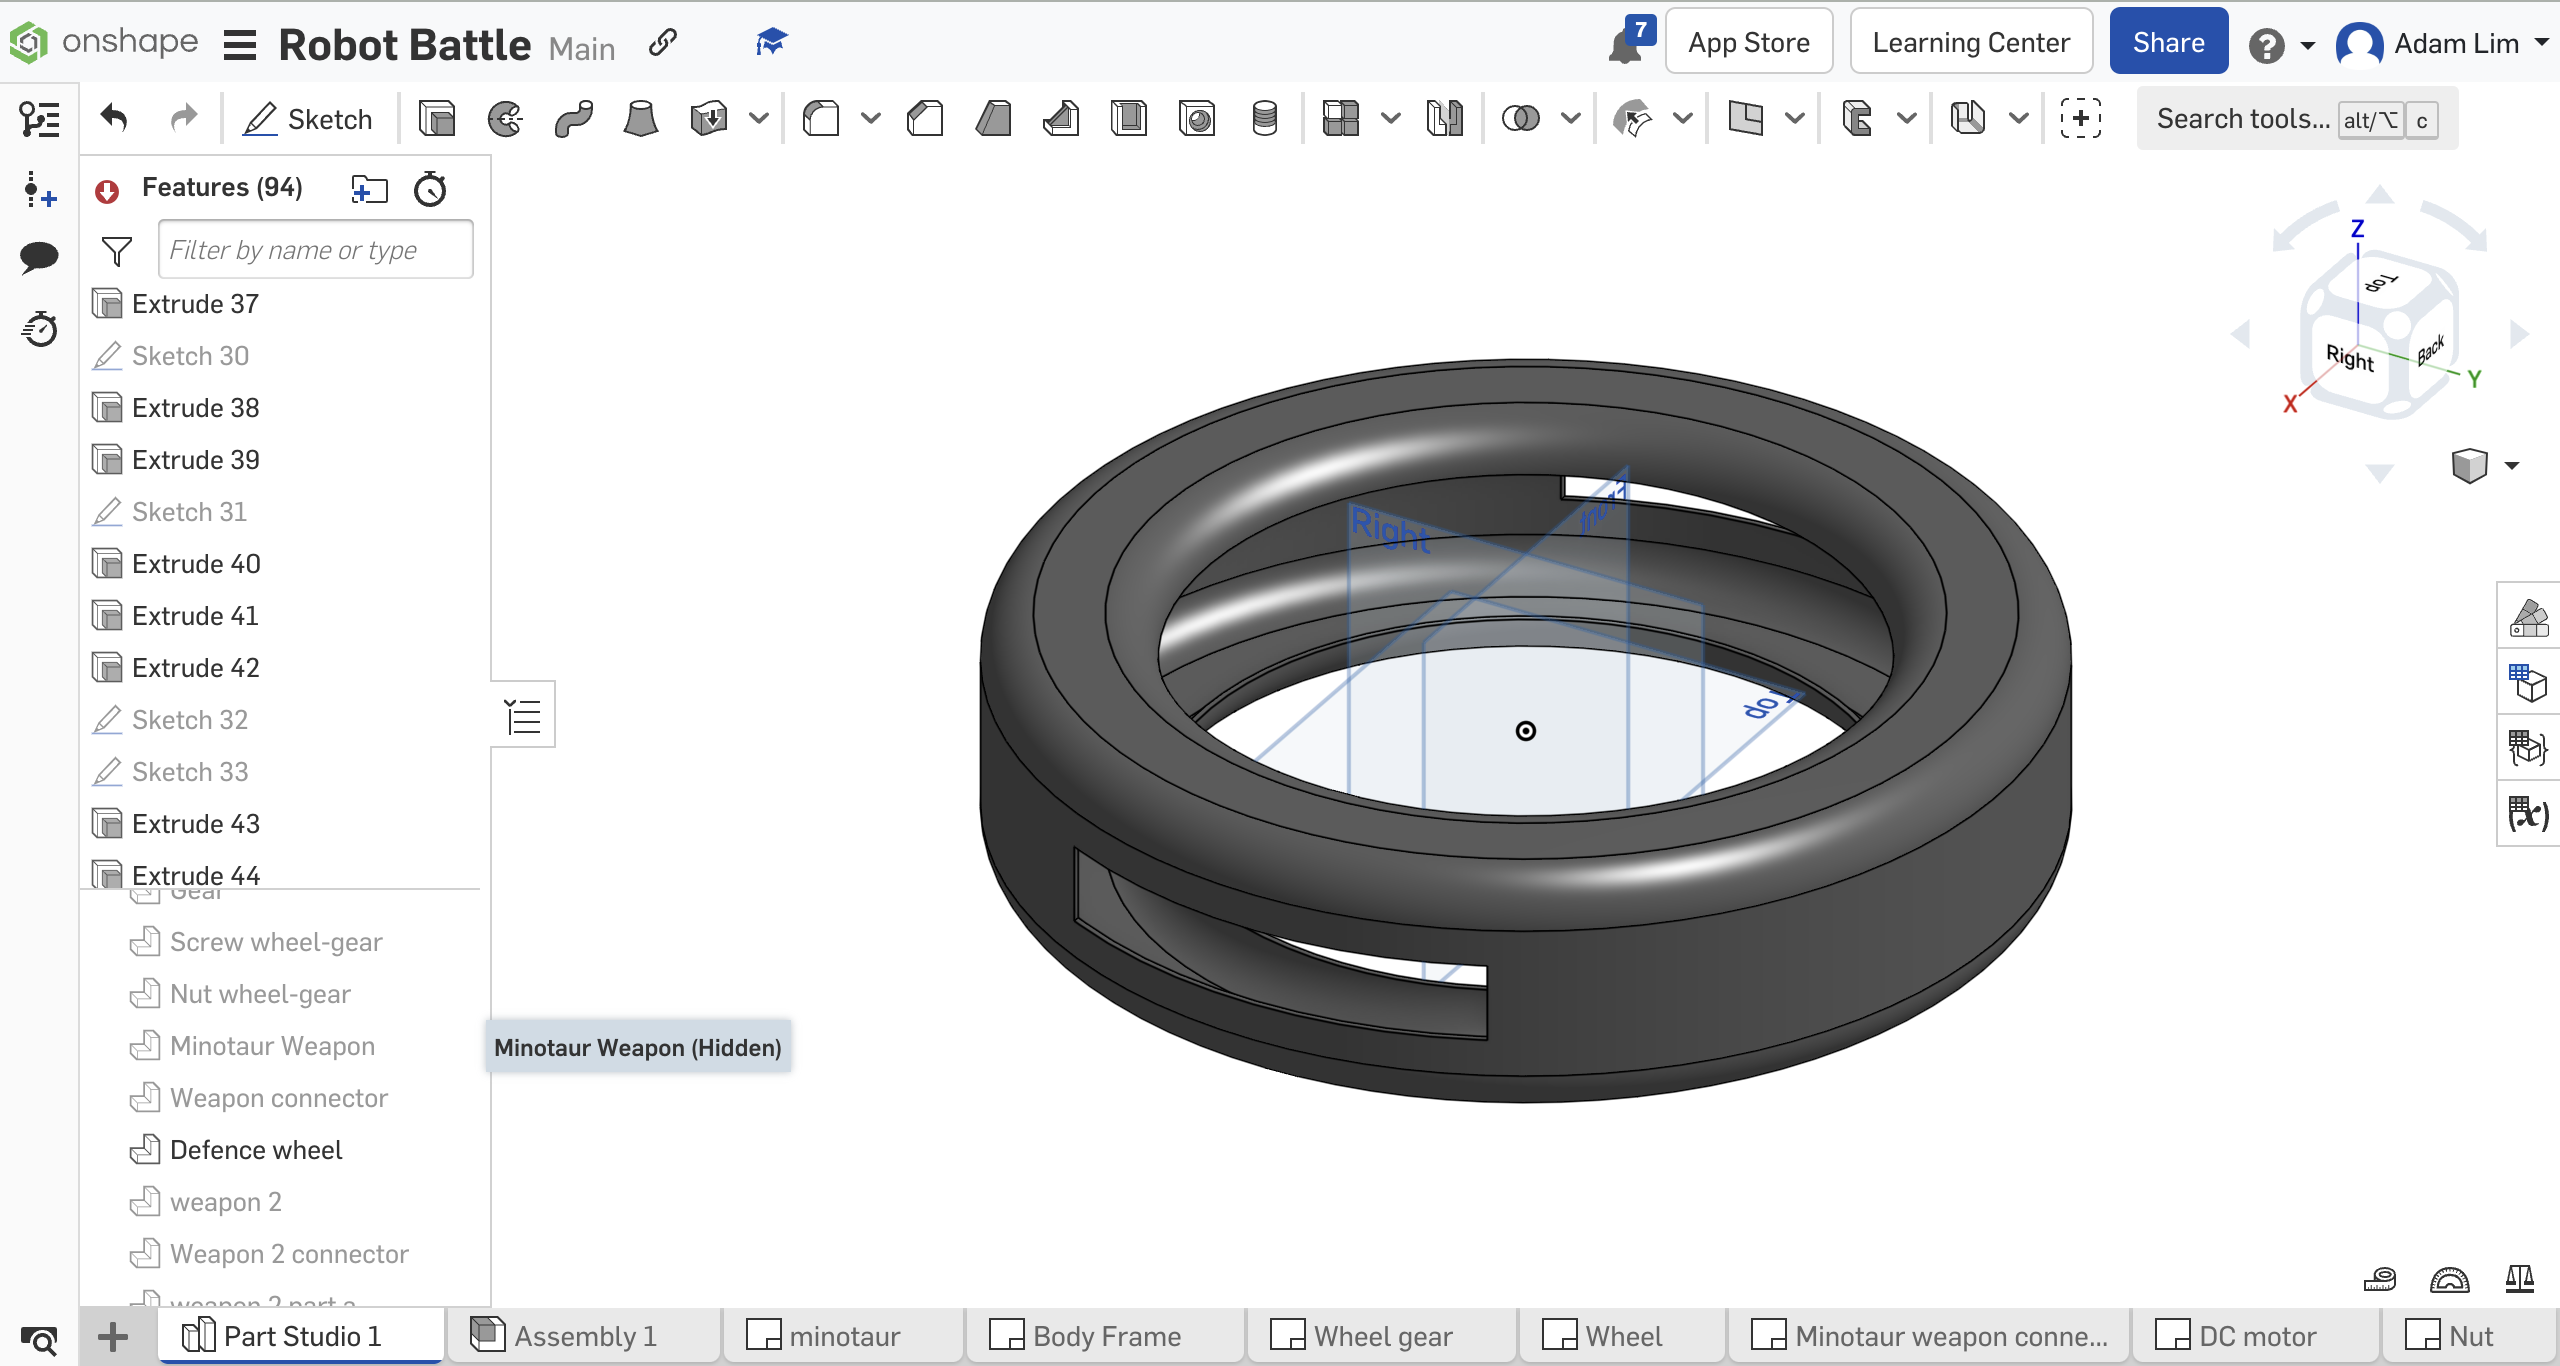 onshape Robot Battle Main 7 App Store Learning Center Share ? Adam Lim
Sketch Search tools... alt/⌥ c
Features (94)
Filter by name or type
Extrude 37
Sketch 30
Extrude 38
Extrude 39
Sketch 31
Extrude 40
Extrude 41
Extrude 42
Sketch 32
Sketch 33
Extrude 43
Extrude 44
Gear
Screw wheel-gear
Nut wheel-gear
Minotaur Weapon
Minotaur Weapon (Hidden)
Weapon connector
Defence wheel
weapon 2
Weapon 2 connector
weapon 2 part a
Right
Front
Top
Z
Top
Right
Back
X
Y
(x)
Part Studio 1 Assembly 1 minotaur Body Frame Wheel gear Wheel Minotaur weapon conne... DC motor Nut